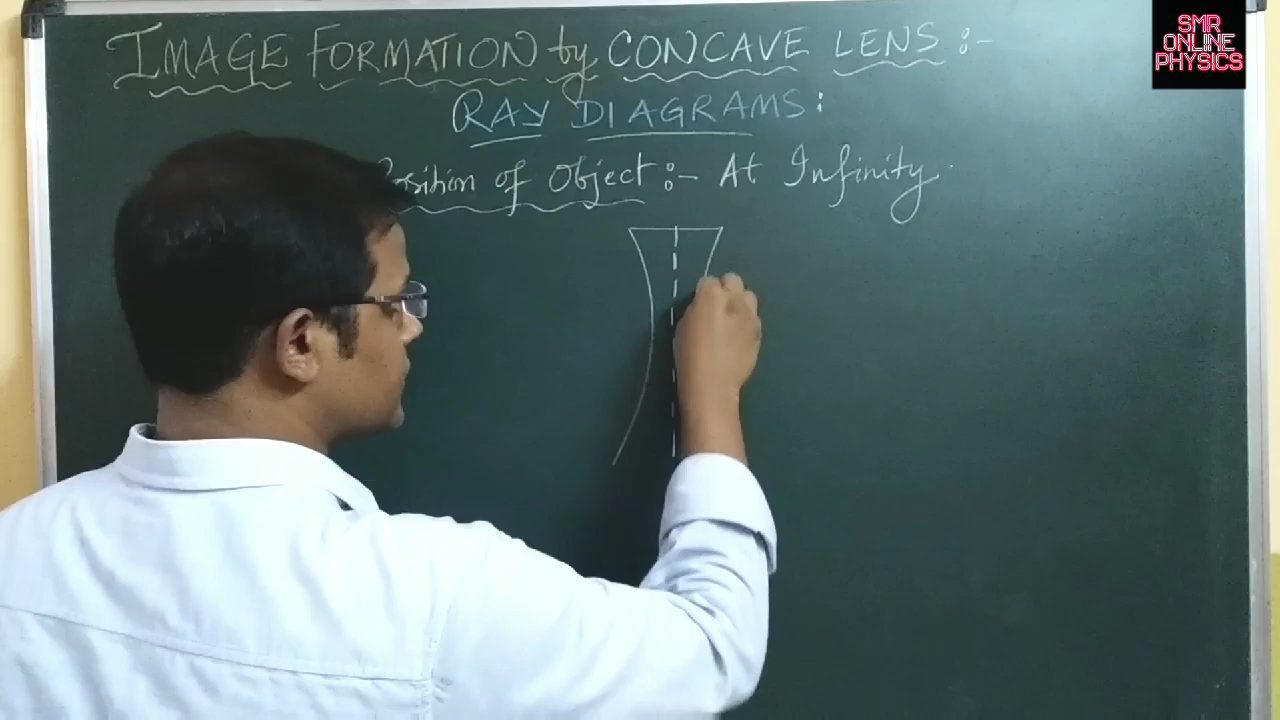 IMAGE FORMATION by CONCAVE LENS :-
RAY DIAGRAMS:
Position of Object :- At Infinity.
SMR
ONLINE
PHYSICS